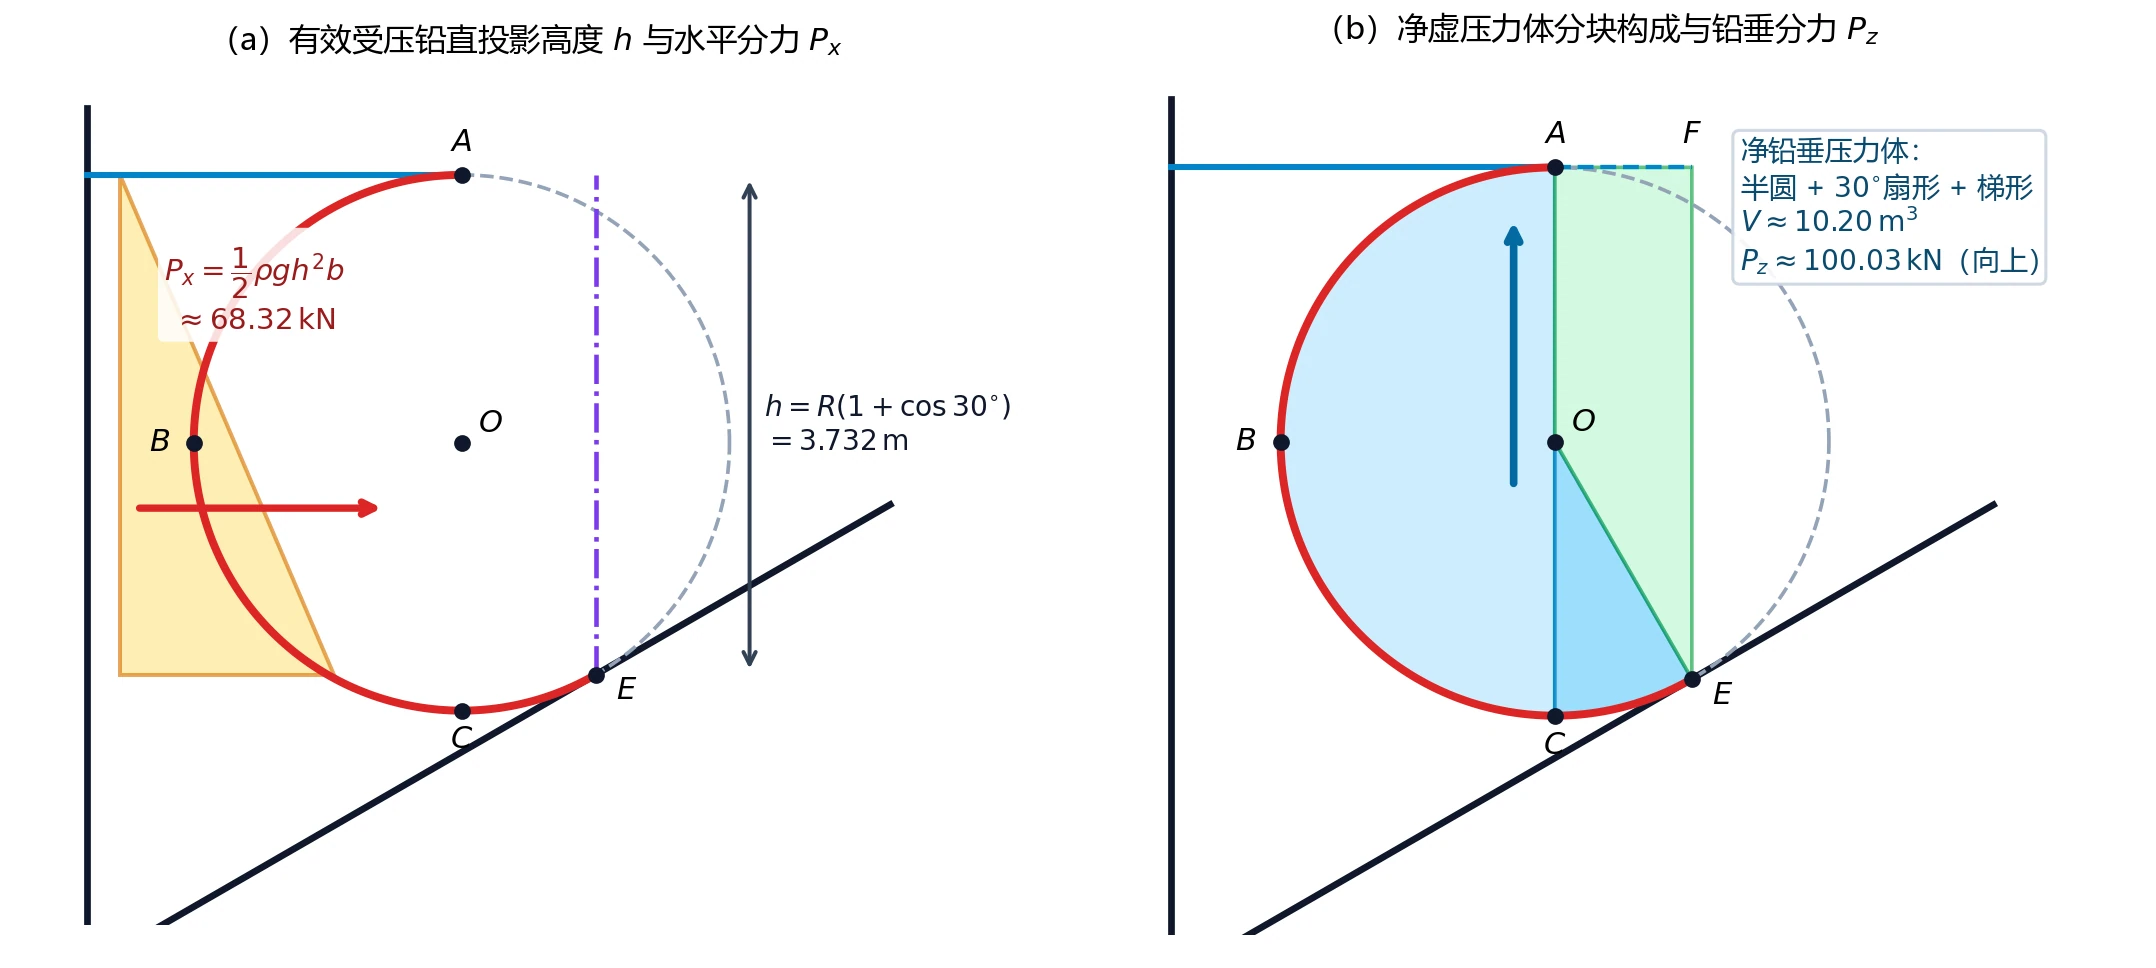 （a）有效受压铅直投影高度 h 与水平分力 Pₓ
A
Pₓ = 1/2 ρgh²b
≈ 68.32 kN
h = R(1 + cos 30°)
= 3.732 m
O
B
E
C
（b）净虚压力体分块构成与铅垂分力 P_z
A
F
净铅垂压力体：
半圆 + 30°扇形 + 梯形
V ≈ 10.20 m³
P_z ≈ 100.03 kN（向上）
O
B
E
C